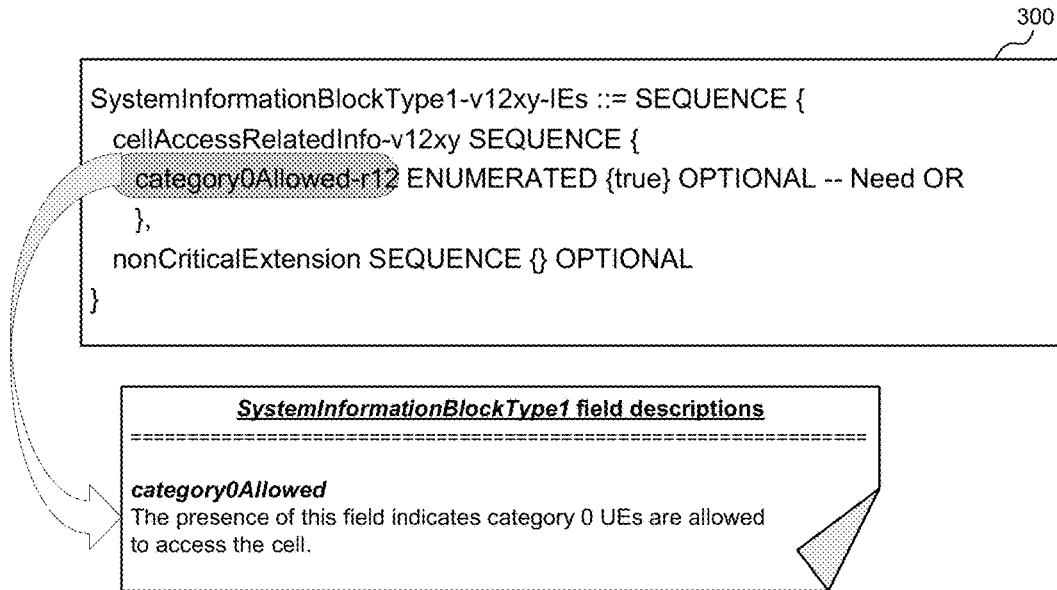 300
SystemInformationBlockType1-v12xy-IEs ::= SEQUENCE {
cellAccessRelatedInfo-v12xy SEQUENCE {
category0Allowed-r12 ENUMERATED {true} OPTIONAL -- Need OR
},
nonCriticalExtension SEQUENCE {} OPTIONAL
}
SystemInformationBlockType1 field descriptions
================================================================
category0Allowed
The presence of this field indicates category 0 UEs are allowed
to access the cell.